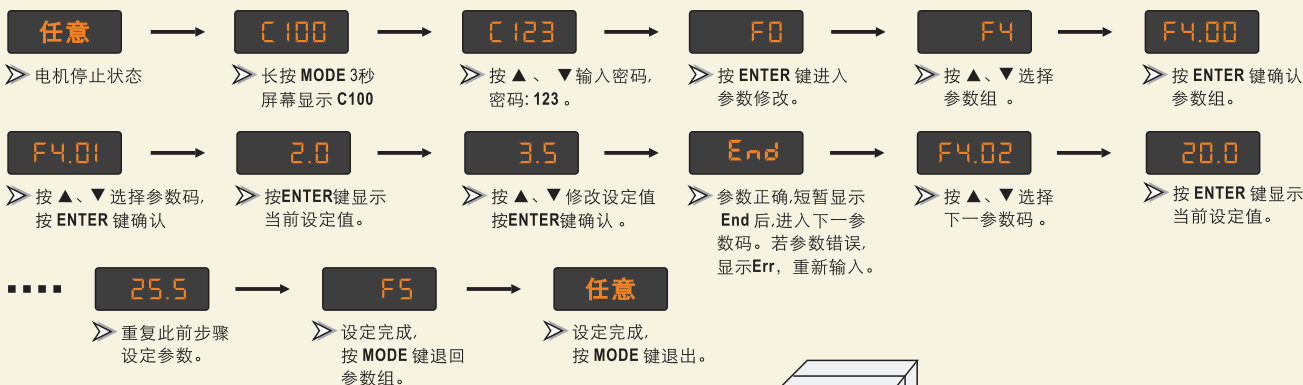 任意
电机停止状态
C100
长按 MODE 3秒
屏幕显示 C100
C123
按 ▲ 、 ▼ 输入密码,
密码: 123 。
F0
按 ENTER 键进入
参数修改。
F4
按 ▲、▼ 选择
参数组 。
F4.00
按 ENTER 键确认
参数组。
F4.01
按 ▲、▼ 选择参数码,
按 ENTER 键确认
2.0
按ENTER键显示
当前设定值。
3.5
按 ▲、▼ 修改设定值
按ENTER键确认 。
End
参数正确,短暂显示
End 后,进入下一参
数码。若参数错误,
显示Err，重新输入。
F4.02
按 ▲、▼ 选择
下一参数码 。
20.0
按 ENTER 键显示
当前设定值。
25.5
重复此前步骤
设定参数。
F5
设定完成,
按 MODE 键退回
参数组。
任意
设定完成,
按 MODE 键退出。